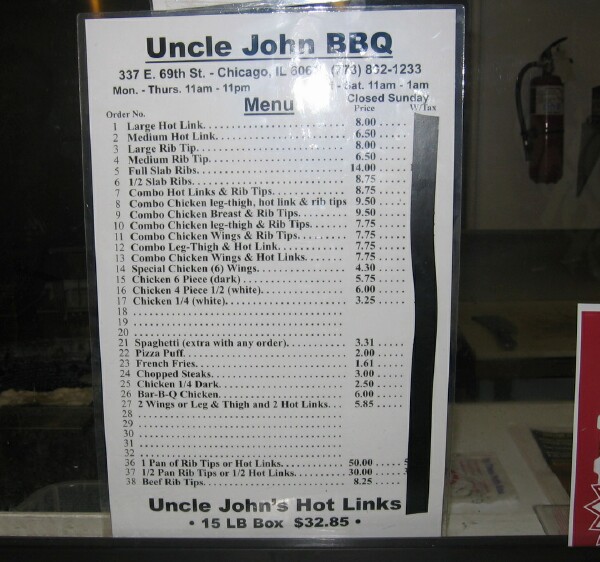 Uncle John BBQ
337 E. 69th St. - Chicago, IL (773) 892-1233
Mon. - Thurs. 11am - 11pm - Sat. 11am - 1am
Closed Sunday
Menu
Order No. Price W/Tax
1 Large Hot Link 8.00
2 Medium Hot Link 6.50
3 Large Rib Tip 8.00
4 Medium Rib Tip 6.50
5 Full Slab Ribs 14.00
6 1/2 Slab Ribs 8.75
7 Combo Hot Links & Rib Tips 8.75
8 Combo Chicken leg-thigh, hot link & rib tips 9.50
9 Combo Chicken Breast & Rib Tips 9.50
10 Combo Chicken leg-thigh & Rib Tips 7.75
11 Combo Chicken Wings & Rib Tips 7.75
12 Combo Leg-Thigh & Hot Link 7.75
13 Combo Chicken Wings & Hot Links 7.75
14 Special Chicken (6) Wings 4.30
15 Chicken 6 Piece (dark) 5.75
16 Chicken 4 Piece 1/2 (white) 6.00
17 Chicken 1/4 (white) 3.25
18
19
20
21 Spaghetti (extra with any order) 3.31
22 Pizza Puff 2.00
23 French Fries 1.61
24 Chopped Steaks 3.00
25 Chicken 1/4 Dark 2.50
26 Bar-B-Q Chicken 6.00
27 2 Wings or Leg & Thigh and 2 Hot Links 5.85
28
29
30
31
32
36 1 Pan of Rib Tips or Hot Links 50.00
37 1/2 Pan Rib Tips or 1/2 Hot Links 30.00
38 Beef Rib Tips 8.25
Uncle John's Hot Links
• 15 LB Box $32.85 •